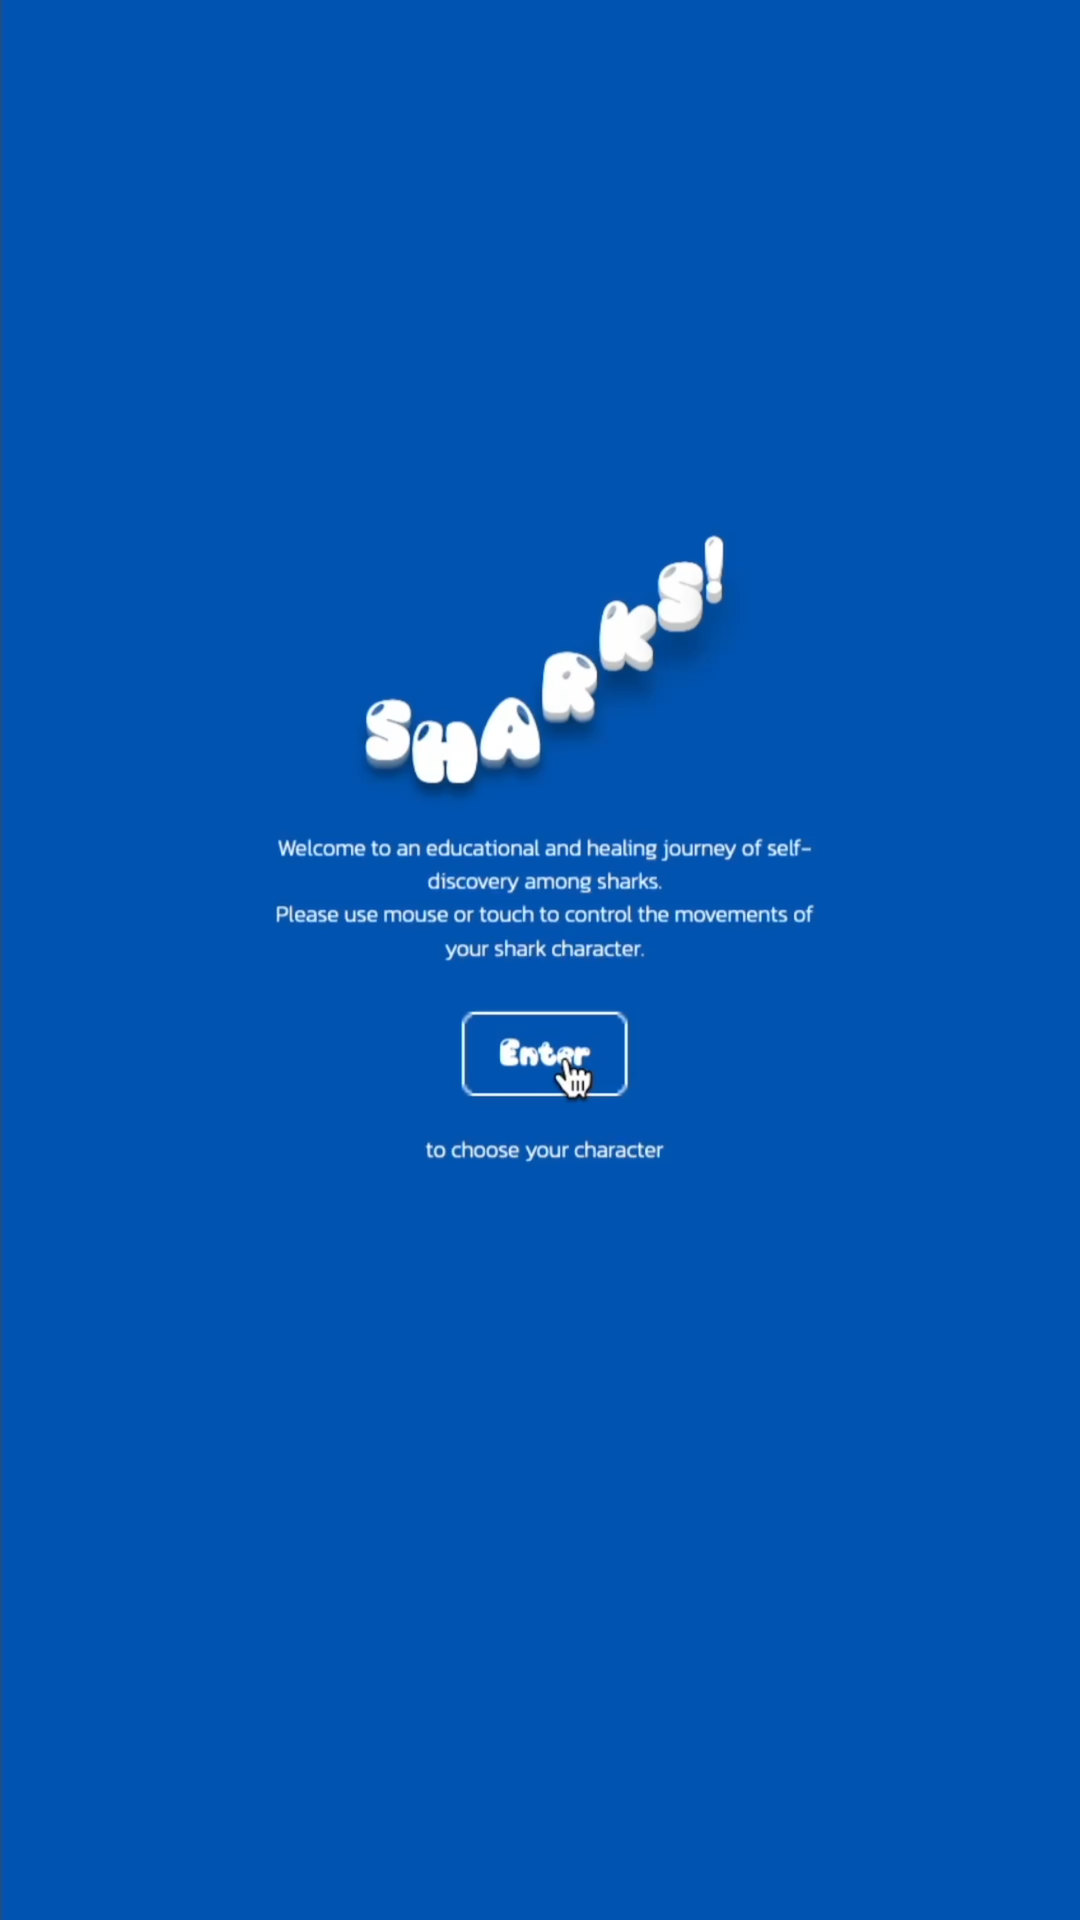 SHARKS!
Welcome to an educational and healing journey of self-
discovery among sharks.
Please use mouse or touch to control the movements of
your shark character.
Enter
to choose your character